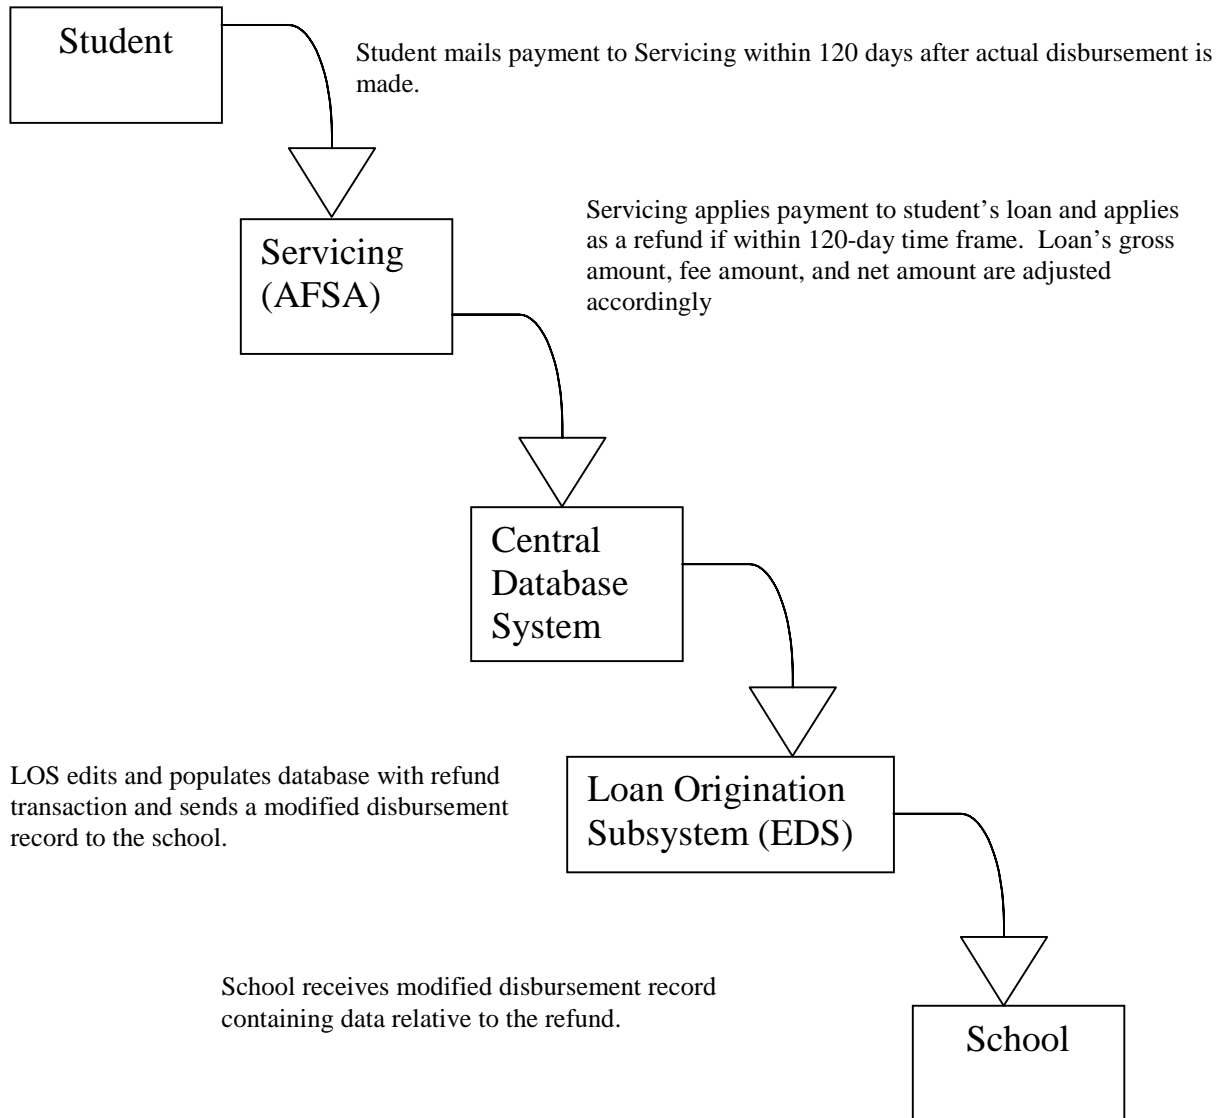 Student
Student mails payment to Servicing within 120 days after actual disbursement is
made.
Servicing applies payment to student’s loan and applies
as a refund if within 120-day time frame.  Loan’s gross
amount, fee amount, and net amount are adjusted
accordingly
Servicing
(AFSA)
Central
Database
System
LOS edits and populates database with refund
transaction and sends a modified disbursement
record to the school.
Loan Origination
Subsystem (EDS)
School receives modified disbursement record
containing data relative to the refund.
School